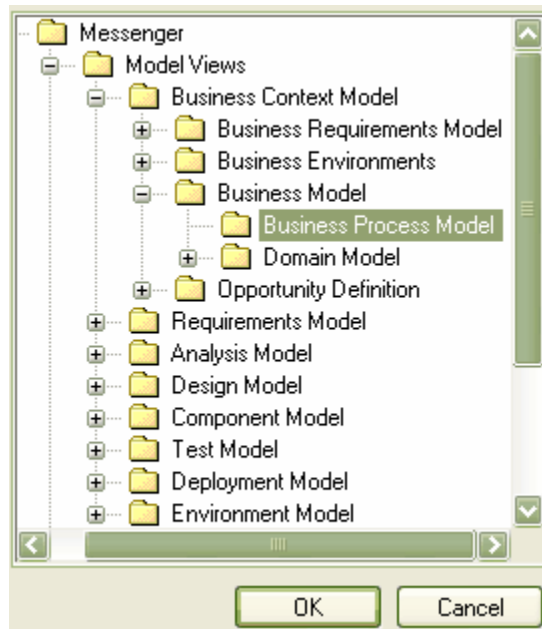 Messenger
Model Views
Business Context Model
Business Requirements Model
Business Environments
Business Model
Business Process Model
Domain Model
Opportunity Definition
Requirements Model
Analysis Model
Design Model
Component Model
Test Model
Deployment Model
Environment Model
OK Cancel